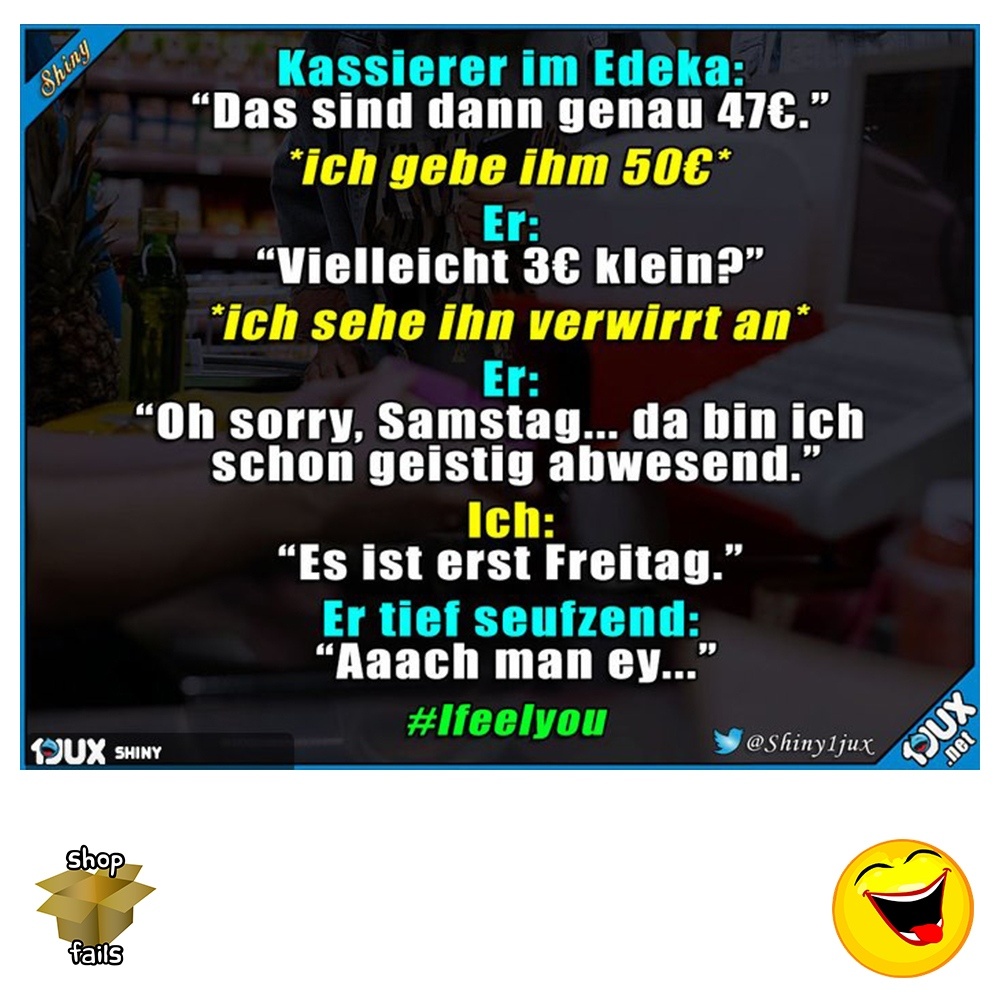 Shiny
Kassierer im Edeka:
“Das sind dann genau 47€.”
*ich gebe ihm 50€*
Er:
“Vielleicht 3€ klein?”
*ich sehe ihn verwirrt an*
Er:
“Oh sorry, Samstag... da bin ich
schon geistig abwesend.”
Ich:
“Es ist erst Freitag.”
Er tief seufzend:
“Aaach man ey...”
#Ifeelyou
1JUX SHINY
@Shiny1jux
1JUX
.net
shop
fails